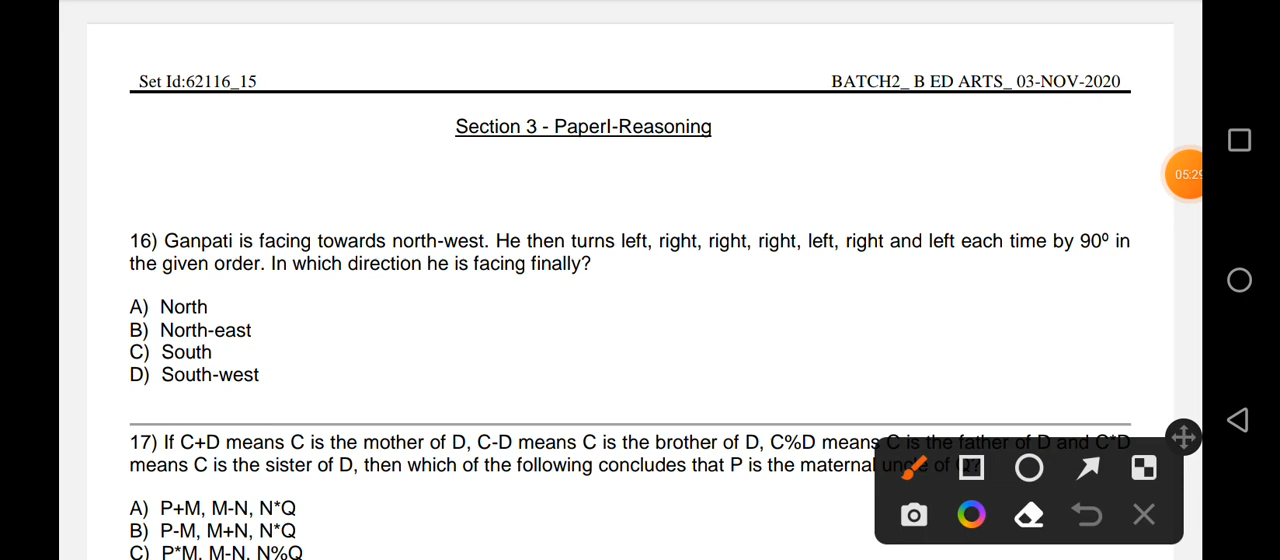 Set Id:62116_15 BATCH2_ B ED ARTS_ 03-NOV-2020
Section 3 - PaperI-Reasoning
05:29
16) Ganpati is facing towards north-west. He then turns left, right, right, right, left, right and left each time by 90º in
the given order. In which direction he is facing finally?
A) North
B) North-east
C) South
D) South-west
17) If C+D means C is the mother of D, C-D means C is the brother of D, C%D means C is the father of D and C*D
means C is the sister of D, then which of the following concludes that P is the maternal uncle of Q?
A) P+M, M-N, N*Q
B) P-M, M+N, N*Q
C) P*M, M-N, N%Q